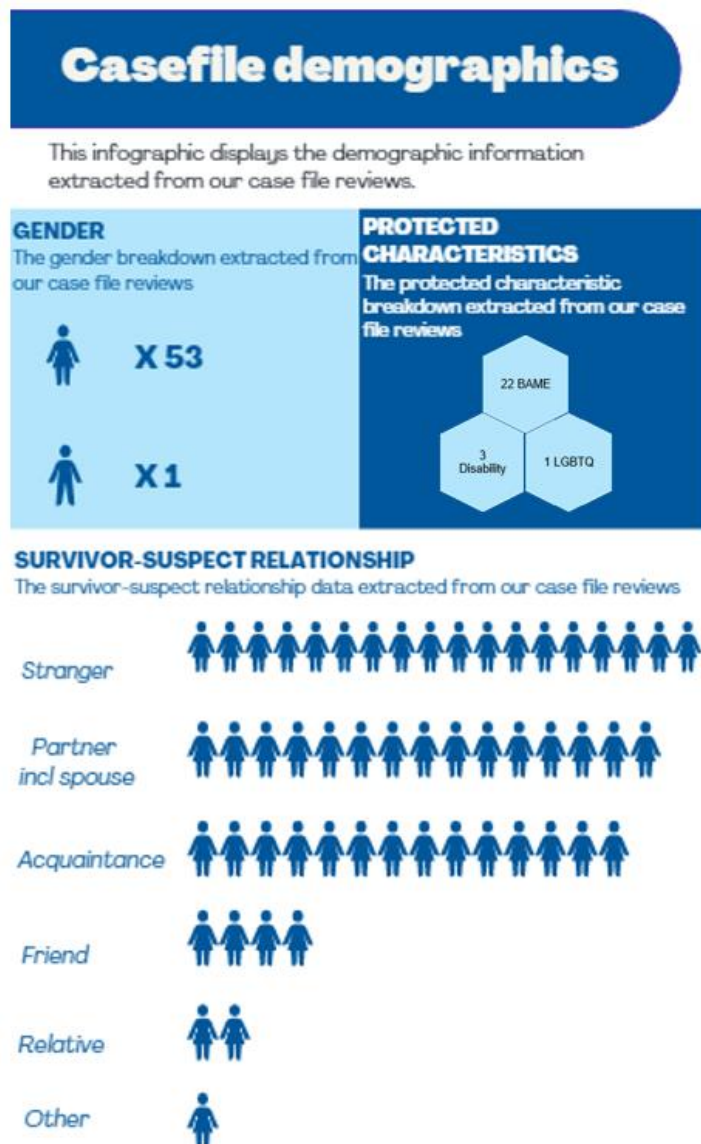 Casefile demographics
This infographic displays the demographic information
extracted from our case file reviews.
GENDER
The gender breakdown extracted from
our case file reviews
X 53
X 1
PROTECTED
CHARACTERISTICS
The protected characteristic
breakdown extracted from our case
file reviews
22 BAME
3
Disability
1 LGBTQ
SURVIVOR-SUSPECT RELATIONSHIP
The survivor-suspect relationship data extracted from our case file reviews
Stranger
Partner
incl spouse
Acquaintance
Friend
Relative
Other